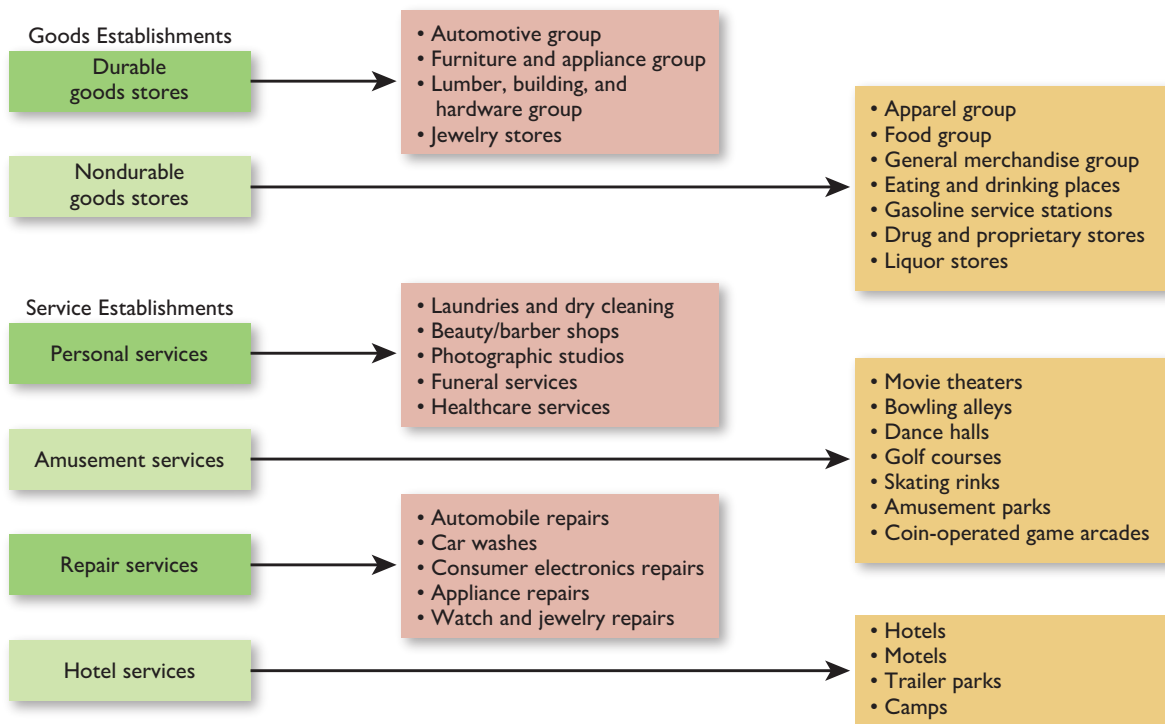 Goods Establishments
Durable
goods stores
• Automotive group
• Furniture and appliance group
• Lumber, building, and
hardware group
• Jewelry stores
Nondurable
goods stores
• Apparel group
• Food group
• General merchandise group
• Eating and drinking places
• Gasoline service stations
• Drug and proprietary stores
• Liquor stores
Service Establishments
Personal services
• Laundries and dry cleaning
• Beauty/barber shops
• Photographic studios
• Funeral services
• Healthcare services
Amusement services
• Movie theaters
• Bowling alleys
• Dance halls
• Golf courses
• Skating rinks
• Amusement parks
• Coin-operated game arcades
Repair services
• Automobile repairs
• Car washes
• Consumer electronics repairs
• Appliance repairs
• Watch and jewelry repairs
Hotel services
• Hotels
• Motels
• Trailer parks
• Camps